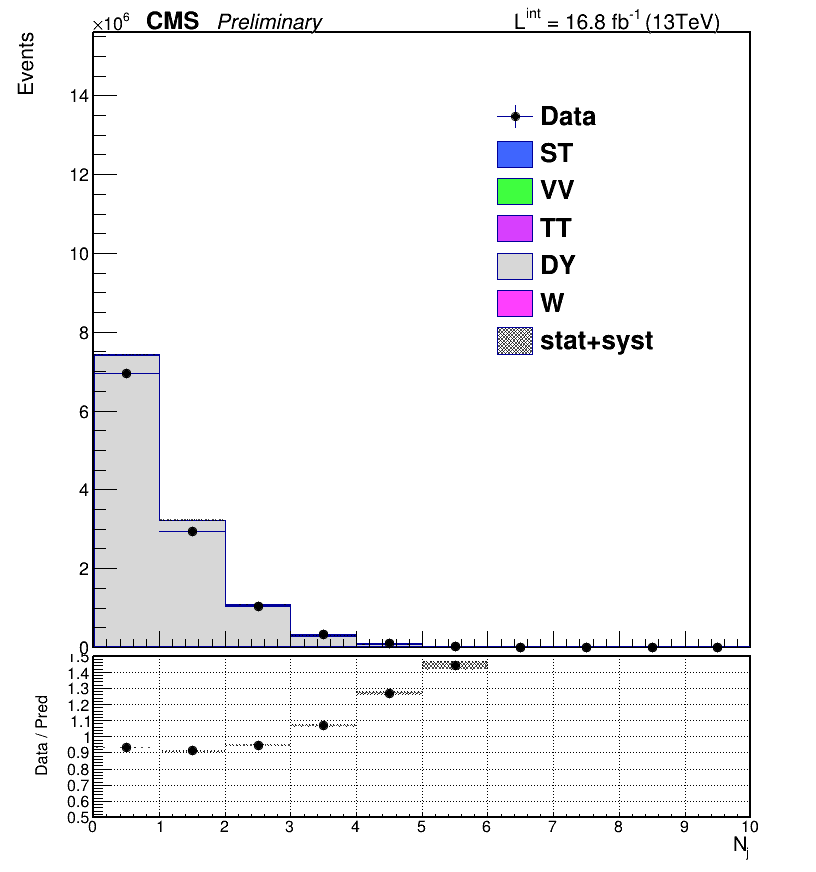 ×10⁶ CMS Preliminary Lⁱⁿᵗ = 16.8 fb⁻¹ (13TeV)
Events
14
12
10
8
6
4
2
0
Data
ST
VV
TT
DY
W
stat+syst
Data / Pred
1.5
1.4
1.3
1.2
1.1
1
0.9
0.8
0.7
0.6
0.5
0 1 2 3 4 5 6 7 8 9 10
Nⱼ